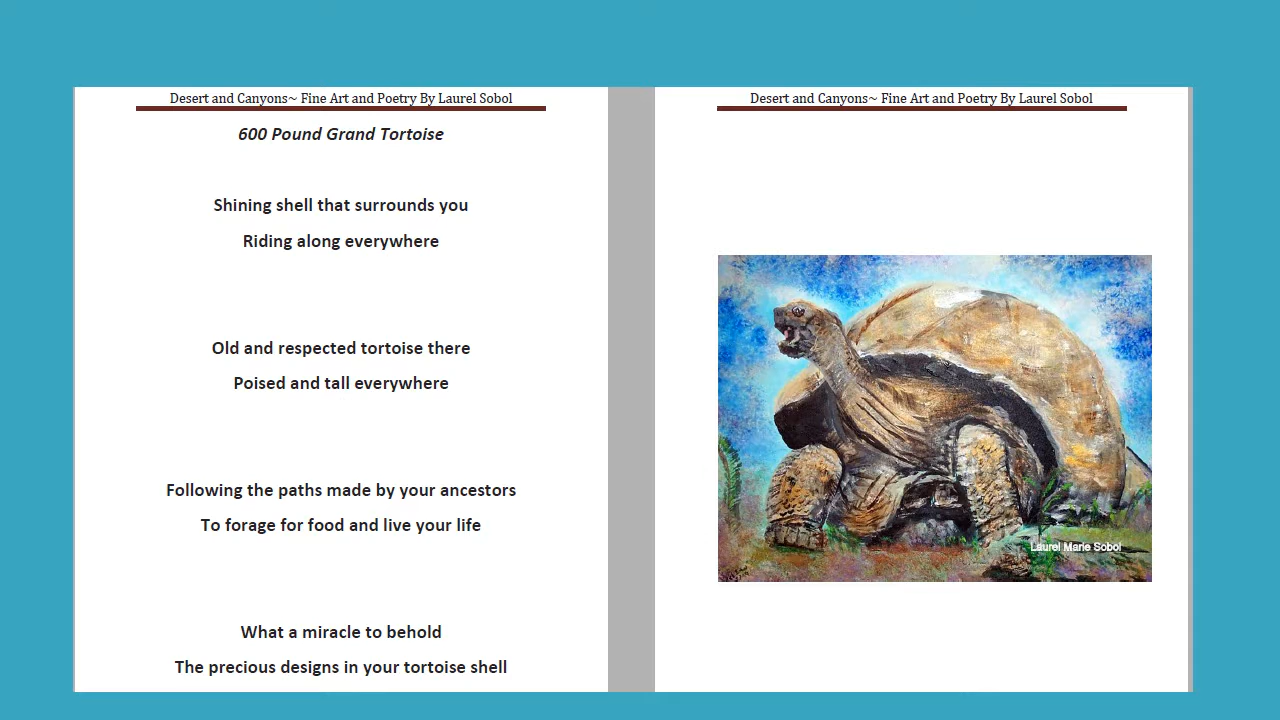 Desert and Canyons~ Fine Art and Poetry By Laurel Sobol
600 Pound Grand Tortoise
Shining shell that surrounds you
Riding along everywhere
Old and respected tortoise there
Poised and tall everywhere
Following the paths made by your ancestors
To forage for food and live your life
What a miracle to behold
The precious designs in your tortoise shell
Desert and Canyons~ Fine Art and Poetry By Laurel Sobol
Laurel Marie Sobol